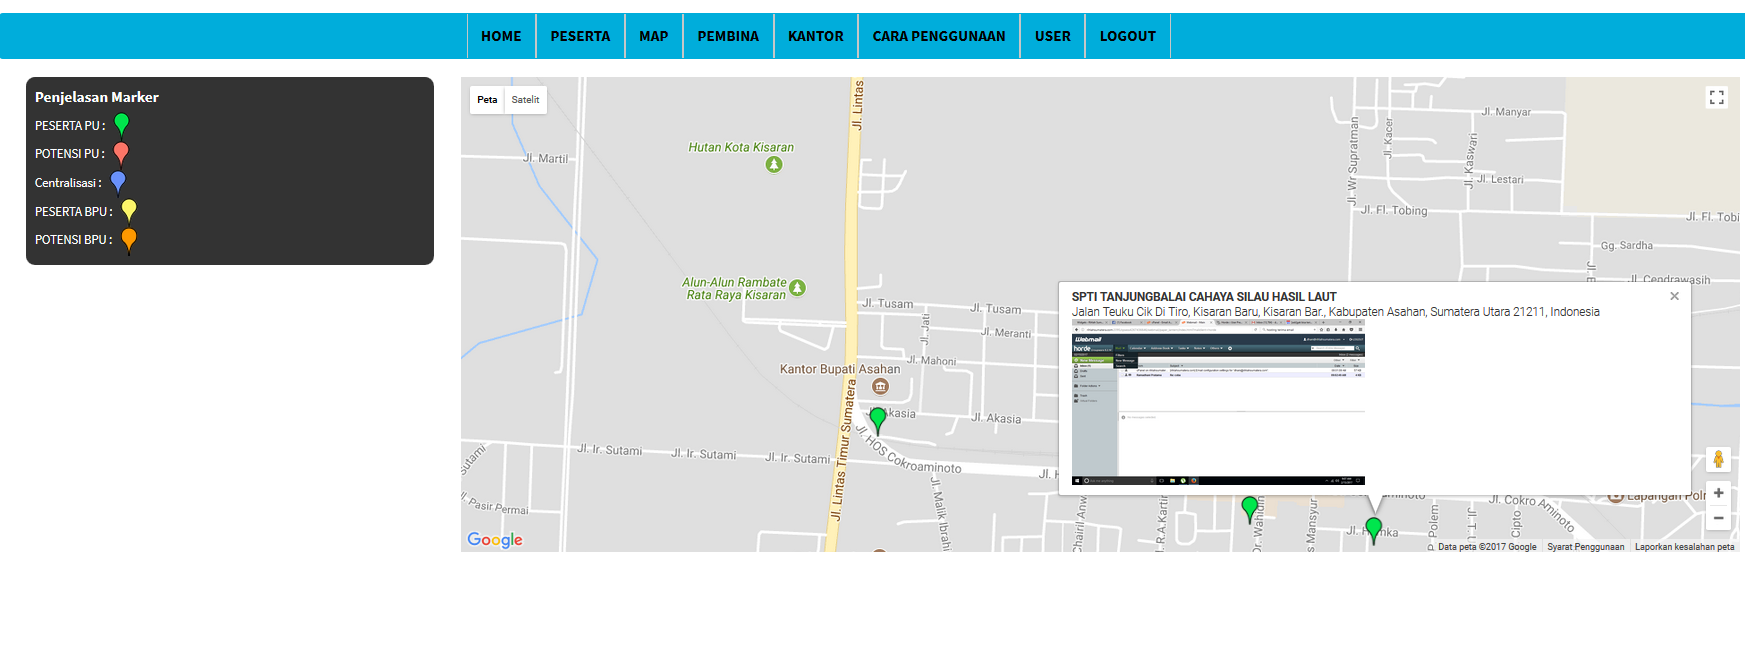 HOME PESERTA MAP PEMBINA KANTOR CARA PENGGUNAAN USER LOGOUT
Penjelasan Marker
PESERTA PU :
POTENSI PU :
Centralisasi :
PESERTA BPU :
POTENSI BPU :
Peta Satelit
Jl. Lintas
Jl. Manyar
Jl. Wr Supratman
Jl. Kacer
Jl. Kaswari
Hutan Kota Kisaran
Jl. Martil
Jl. Lestari
Jl. Fl. Tobing
Jl. Fl. Tobi
Gg. Sardha
Jl. Cendrawasih
Alun-Alun Rambate
Rata Raya Kisaran
Jl. Tusam
Jl. Tusam
Jl. Jati
Jl. Meranti
Jl. Mahoni
Kantor Bupati Asahan
Jl. Akasia
Jl. Akasia
SPTI TANJUNGBALAI CAHAYA SILAU HASIL LAUT
Jalan Teuku Cik Di Tiro, Kisaran Baru, Kisaran Bar., Kabupaten Asahan, Sumatera Utara 21211, Indonesia
Webmail
horde
Jl. Lintas Timur Sumatera
Jl. HOS Cokroaminoto
Jl. Ir. Sutami
Jl. Ir. Sutami
Jl. Ir. Sutami
Sutami
Jl. H
Pasir Permai
Jl. Malik Ibrahi
Chairil Anw
R.A.Kartir
Dr. Wahidin
s.Mansyur
aminoto
Jl. Hamka
P. Polem
Jl. T. U
Cipto
Jl. Cokro Aminoto
Lapangan Polr
Google
Data peta ©2017 Google Syarat Penggunaan Laporkan kesalahan peta